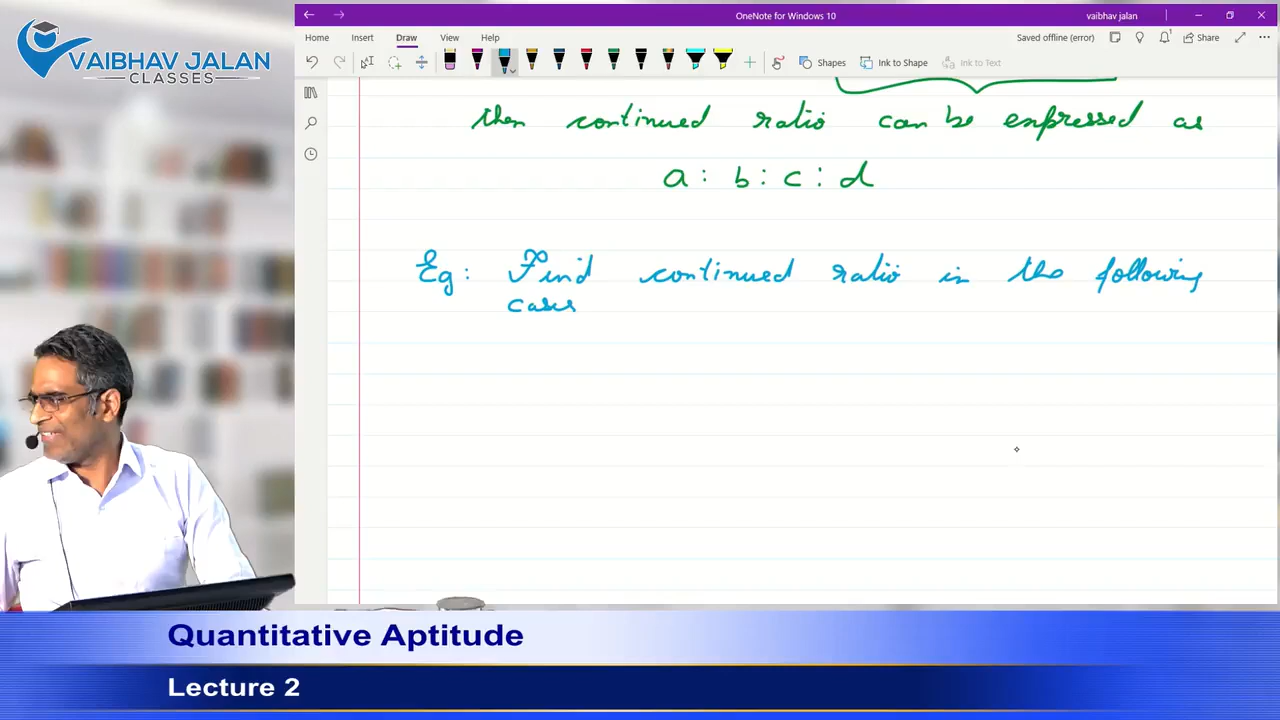 VAIBHAV JALAN
CLASSES
OneNote for Windows 10
vaibhav jalan
Home Insert Draw View Help
Saved offline (error)
Share
Shapes
Ink to Shape
Ink to Text
then continued ratio can be expressed as
a : b : c : d
Eg: Find continued ratio in the following
cases
Quantitative Aptitude
Lecture 2